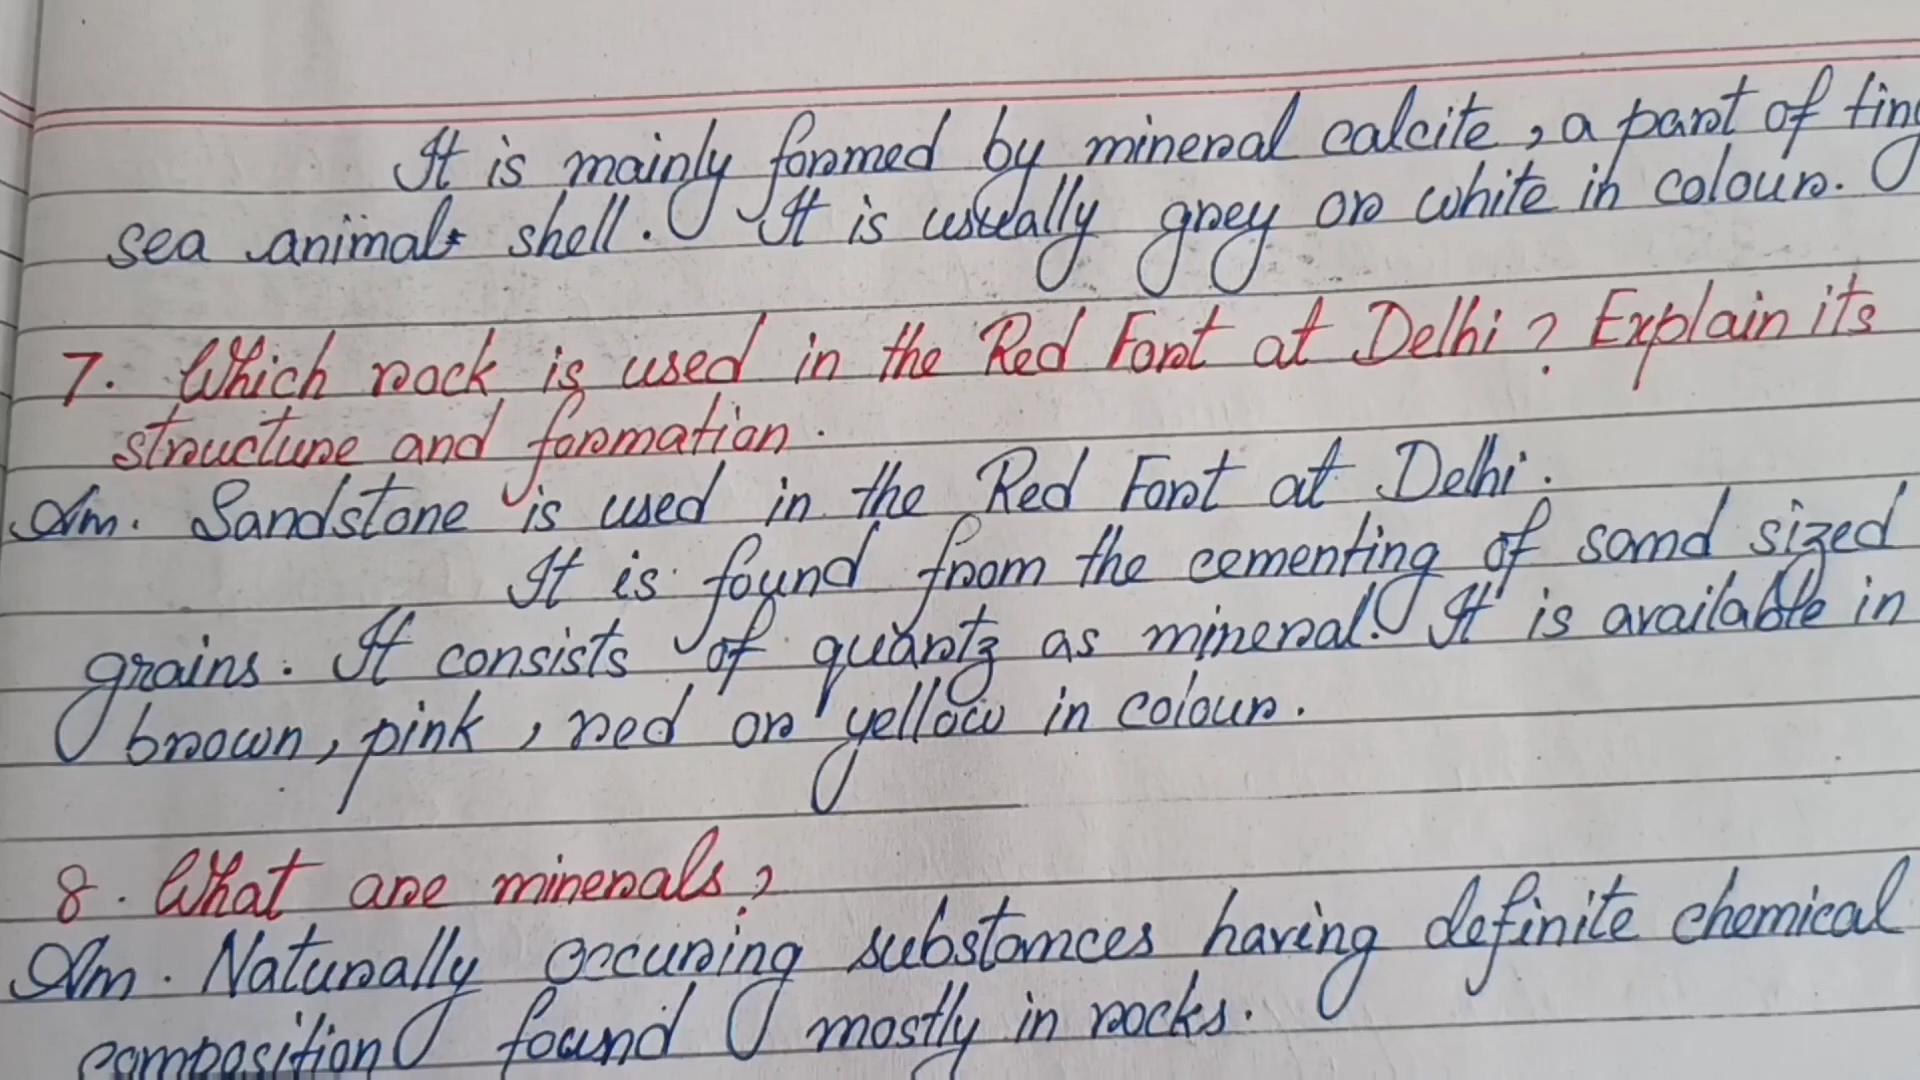 It is mainly formed by mineral calcite, a part of tiny
sea animal shell. It is usually grey or white in colour.
7. Which rock is used in the Red Fort at Delhi? Explain its
structure and formation.
Ans. Sandstone is used in the Red Fort at Delhi.
It is found from the cementing of sand sized
grains. It consists of quartz as mineral. It is available in
brown, pink, red or yellow in colour.
8. What are minerals?
Ans. Naturally occuring substances having definite chemical
composition found mostly in rocks.